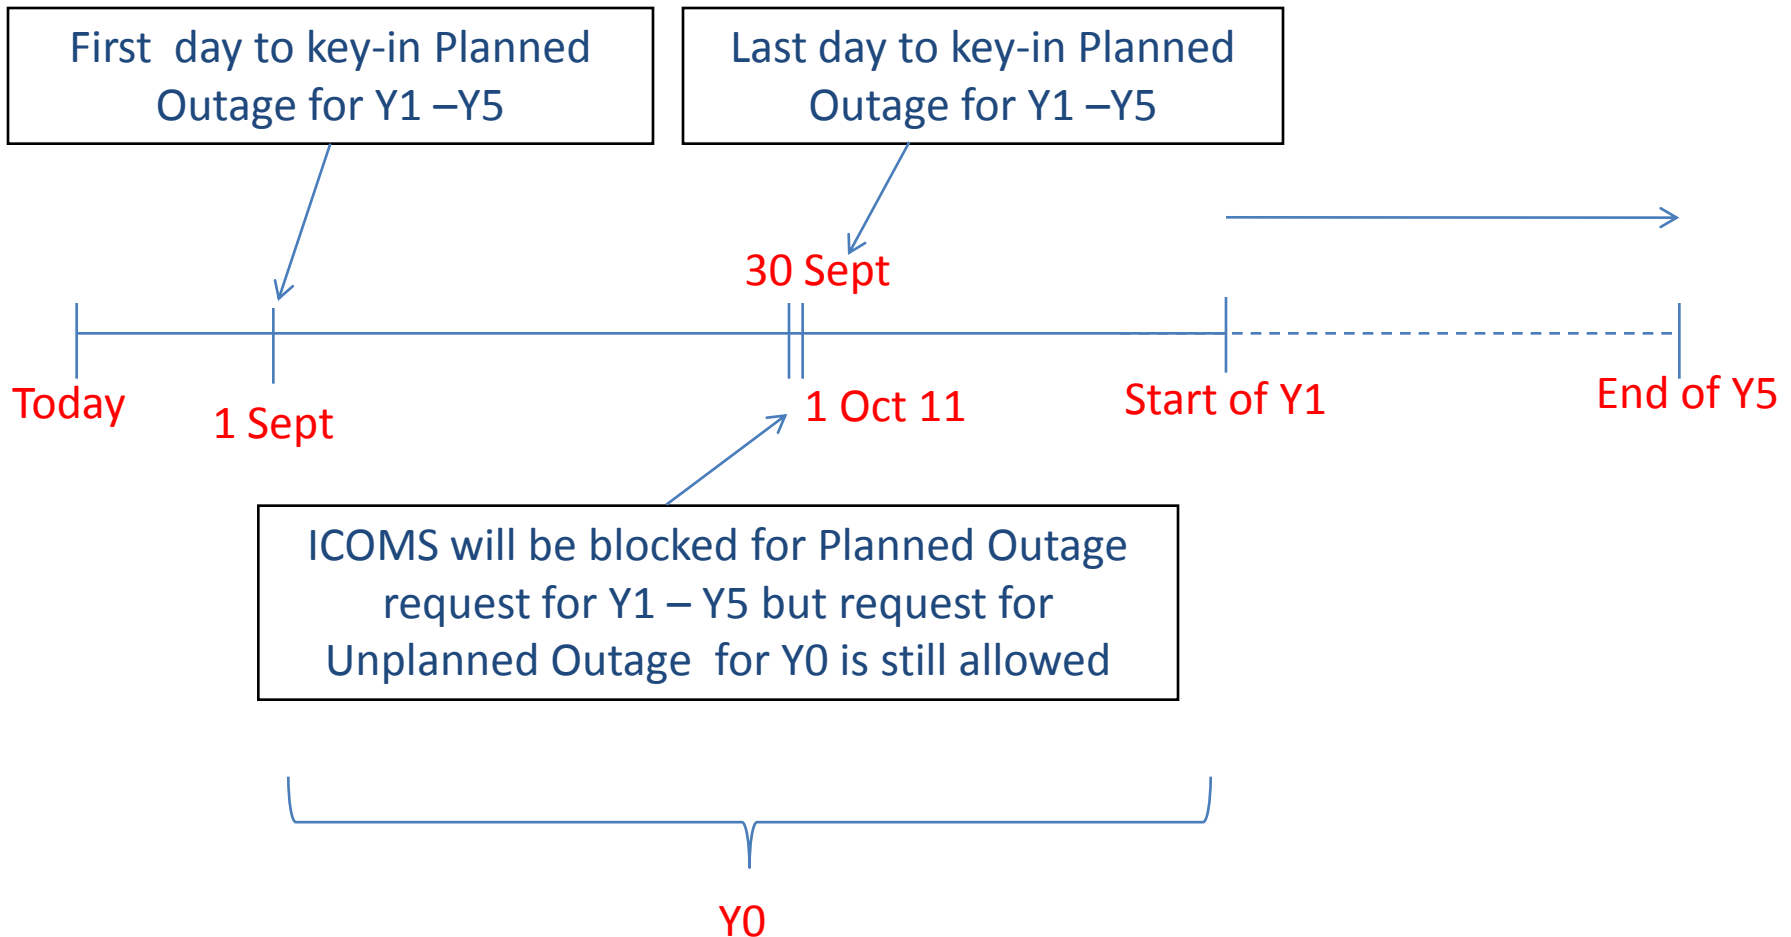 First  day to key-in Planned
Outage for Y1 –Y5
Last day to key-in Planned
Outage for Y1 –Y5
30 Sept
Today
1 Sept
1 Oct 11
Start of Y1
End of Y5
ICOMS will be blocked for Planned Outage
request for Y1 – Y5 but request for
Unplanned Outage  for Y0 is still allowed
Y0